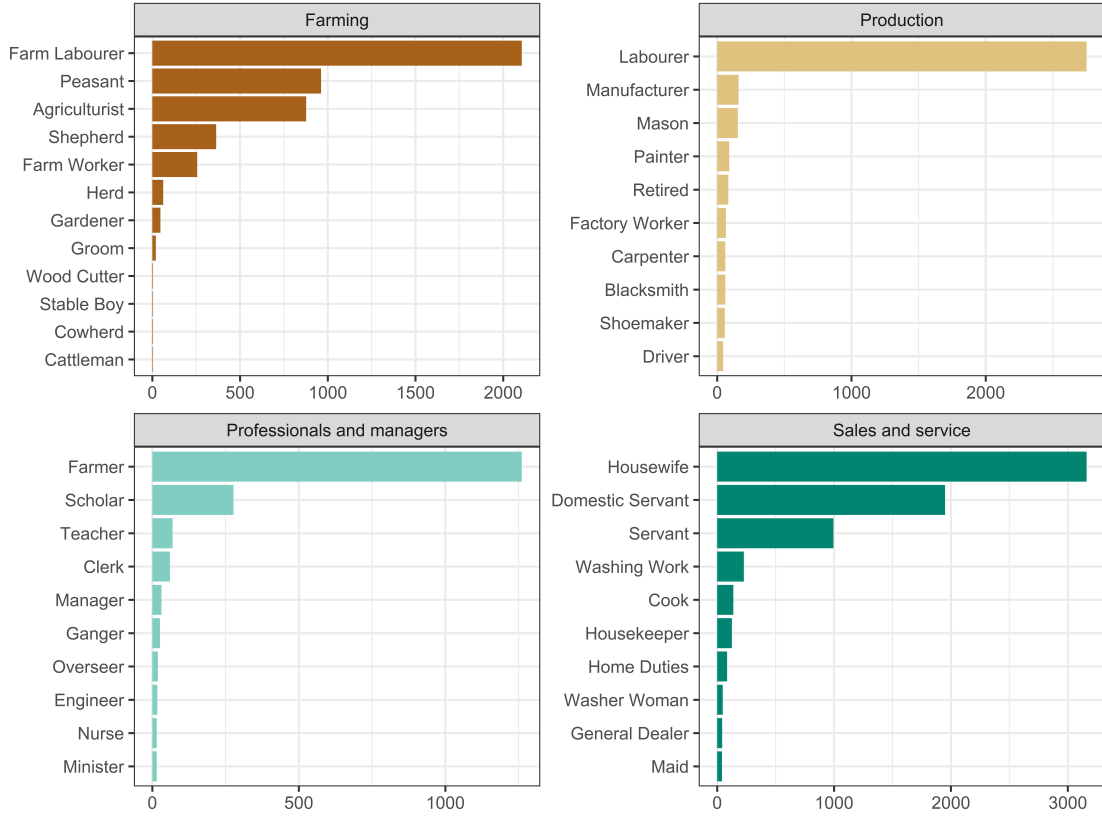 Farming
Farm Labourer
Peasant
Agriculturist
Shepherd
Farm Worker
Herd
Gardener
Groom
Wood Cutter
Stable Boy
Cowherd
Cattleman
0 500 1000 1500 2000
Production
Labourer
Manufacturer
Mason
Painter
Retired
Factory Worker
Carpenter
Blacksmith
Shoemaker
Driver
0 1000 2000
Professionals and managers
Farmer
Scholar
Teacher
Clerk
Manager
Ganger
Overseer
Engineer
Nurse
Minister
0 500 1000
Sales and service
Housewife
Domestic Servant
Servant
Washing Work
Cook
Housekeeper
Home Duties
Washer Woman
General Dealer
Maid
0 1000 2000 3000